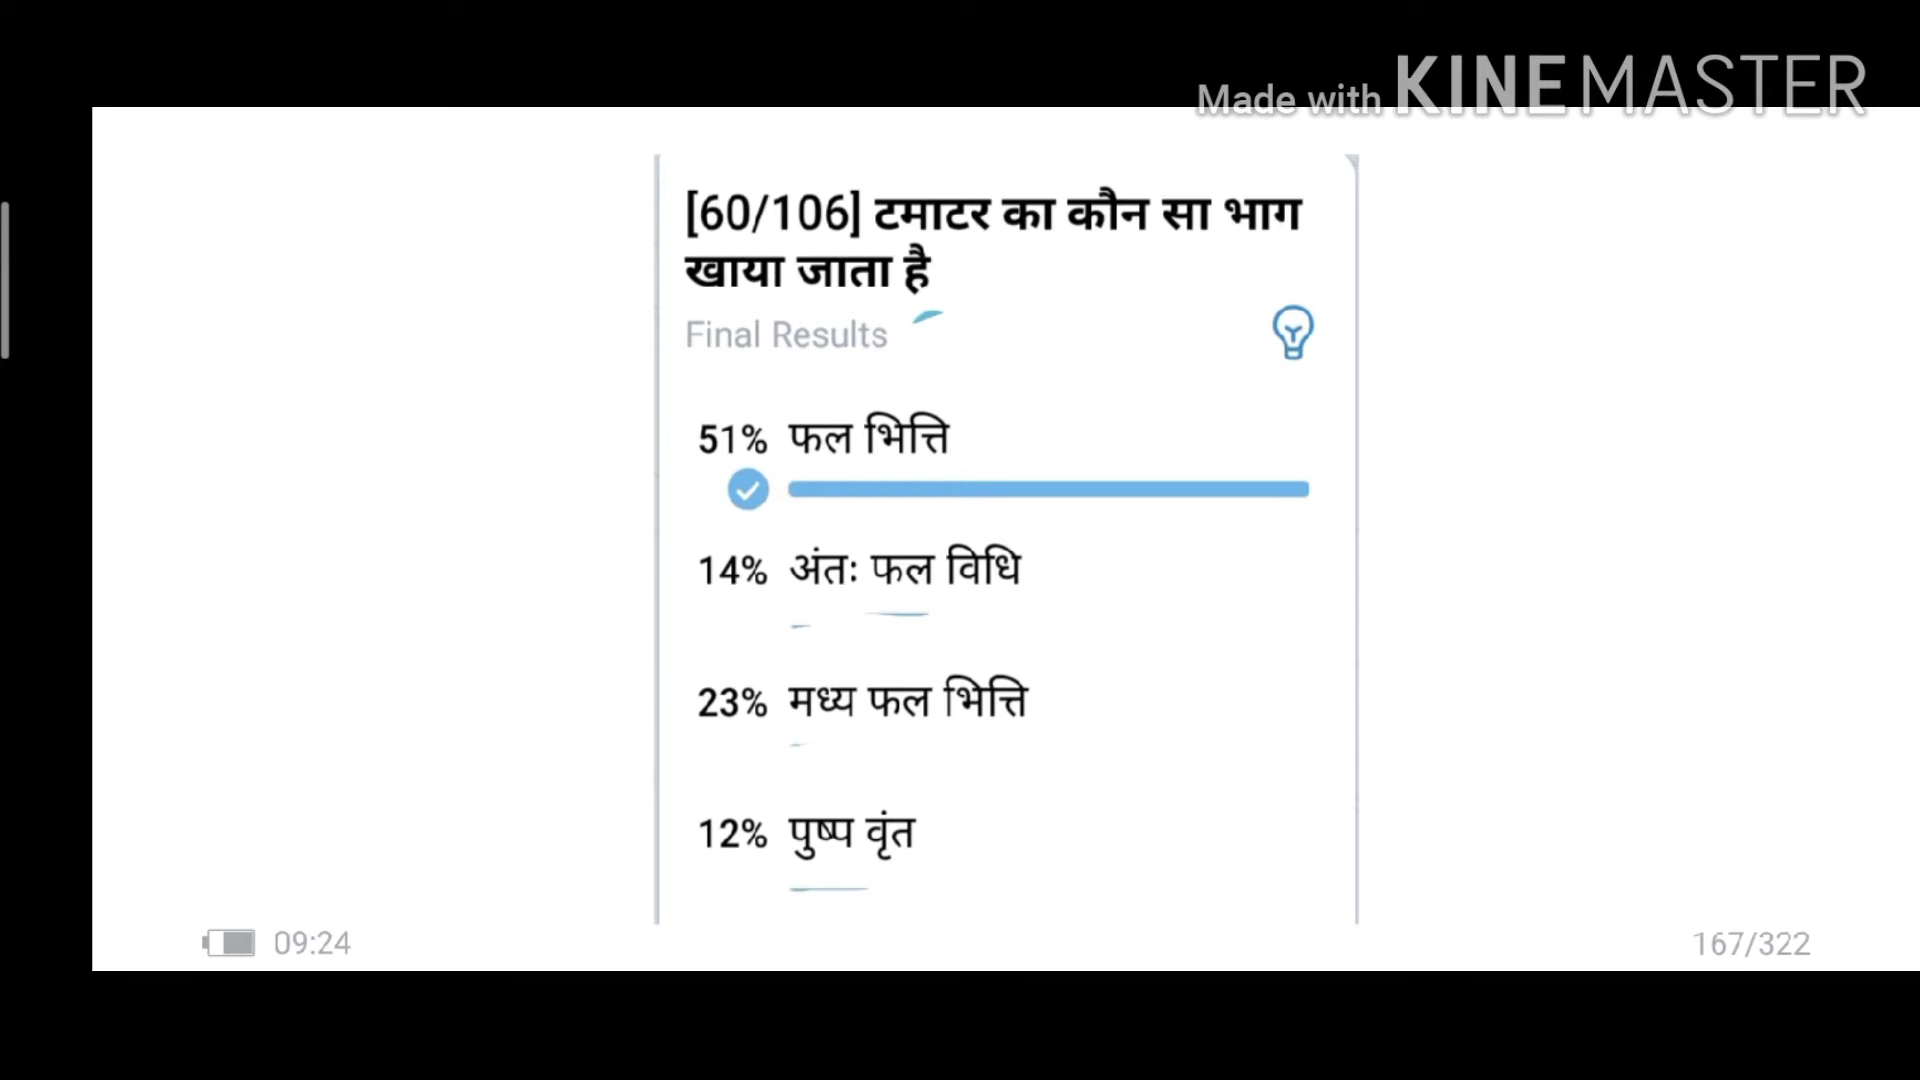 Made with KINEMASTER
[60/106] टमाटर का कौन सा भाग
खाया जाता है
Final Results
51% फल भित्ति
14% अंतः फल विधि
23% मध्य फल भित्ति
12% पुष्प वृंत
09:24
167/322